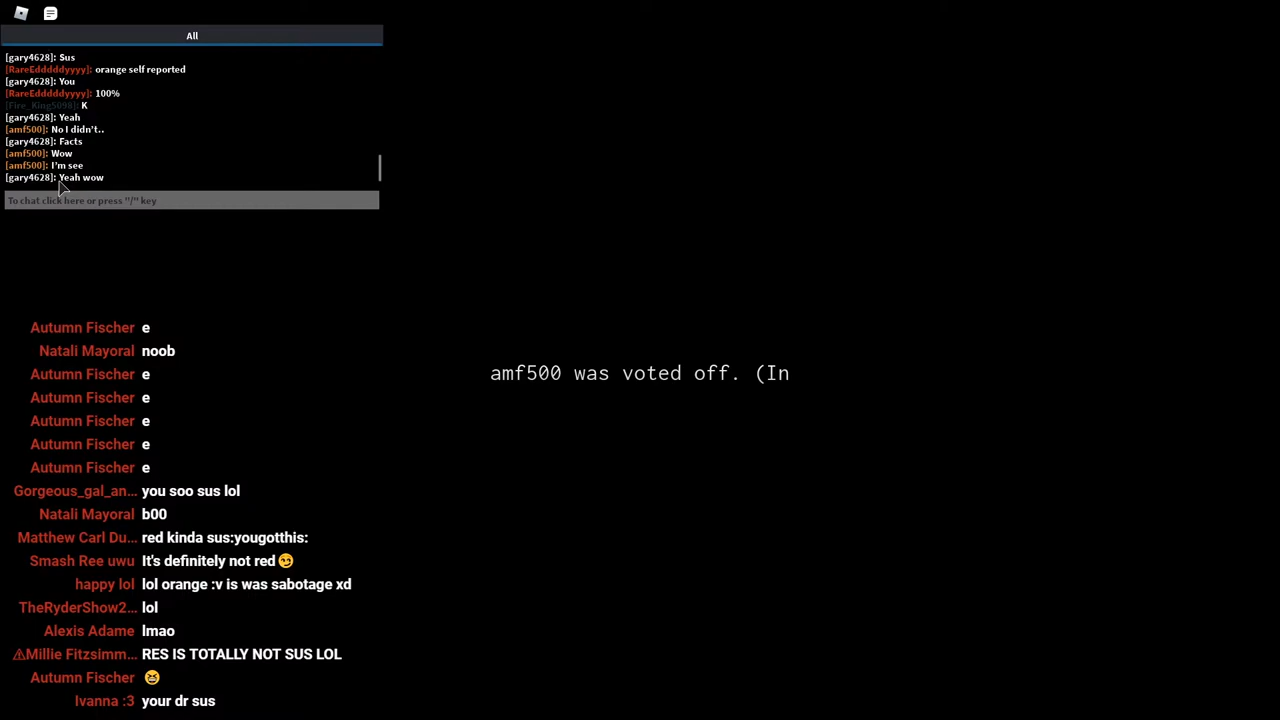 All
[gary4628]: Sus
[RareEdddddyyyy]: orange self reported
[gary4628]: You
[RareEdddddyyyy]: 100%
[Fire_King5098]: K
[gary4628]: Yeah
[amf500]: No I didn't..
[gary4628]: Facts
[amf500]: Wow
[amf500]: I'm see
[gary4628]: Yeah wow
To chat click here or press "/" key
amf500 was voted off. (In
Autumn Fischer e
Natali Mayoral noob
Autumn Fischer e
Autumn Fischer e
Autumn Fischer e
Autumn Fischer e
Autumn Fischer e
Gorgeous_gal_an... you soo sus lol
Natali Mayoral b00
Matthew Carl Du... red kinda sus:yougotthis:
Smash Ree uwu It's definitely not red😏
happy lol lol orange :v is was sabotage xd
TheRyderShow2... lol
Alexis Adame lmao
⚠Millie Fitzsimm... RES IS TOTALLY NOT SUS LOL
Autumn Fischer 😆
Ivanna :3 your dr sus